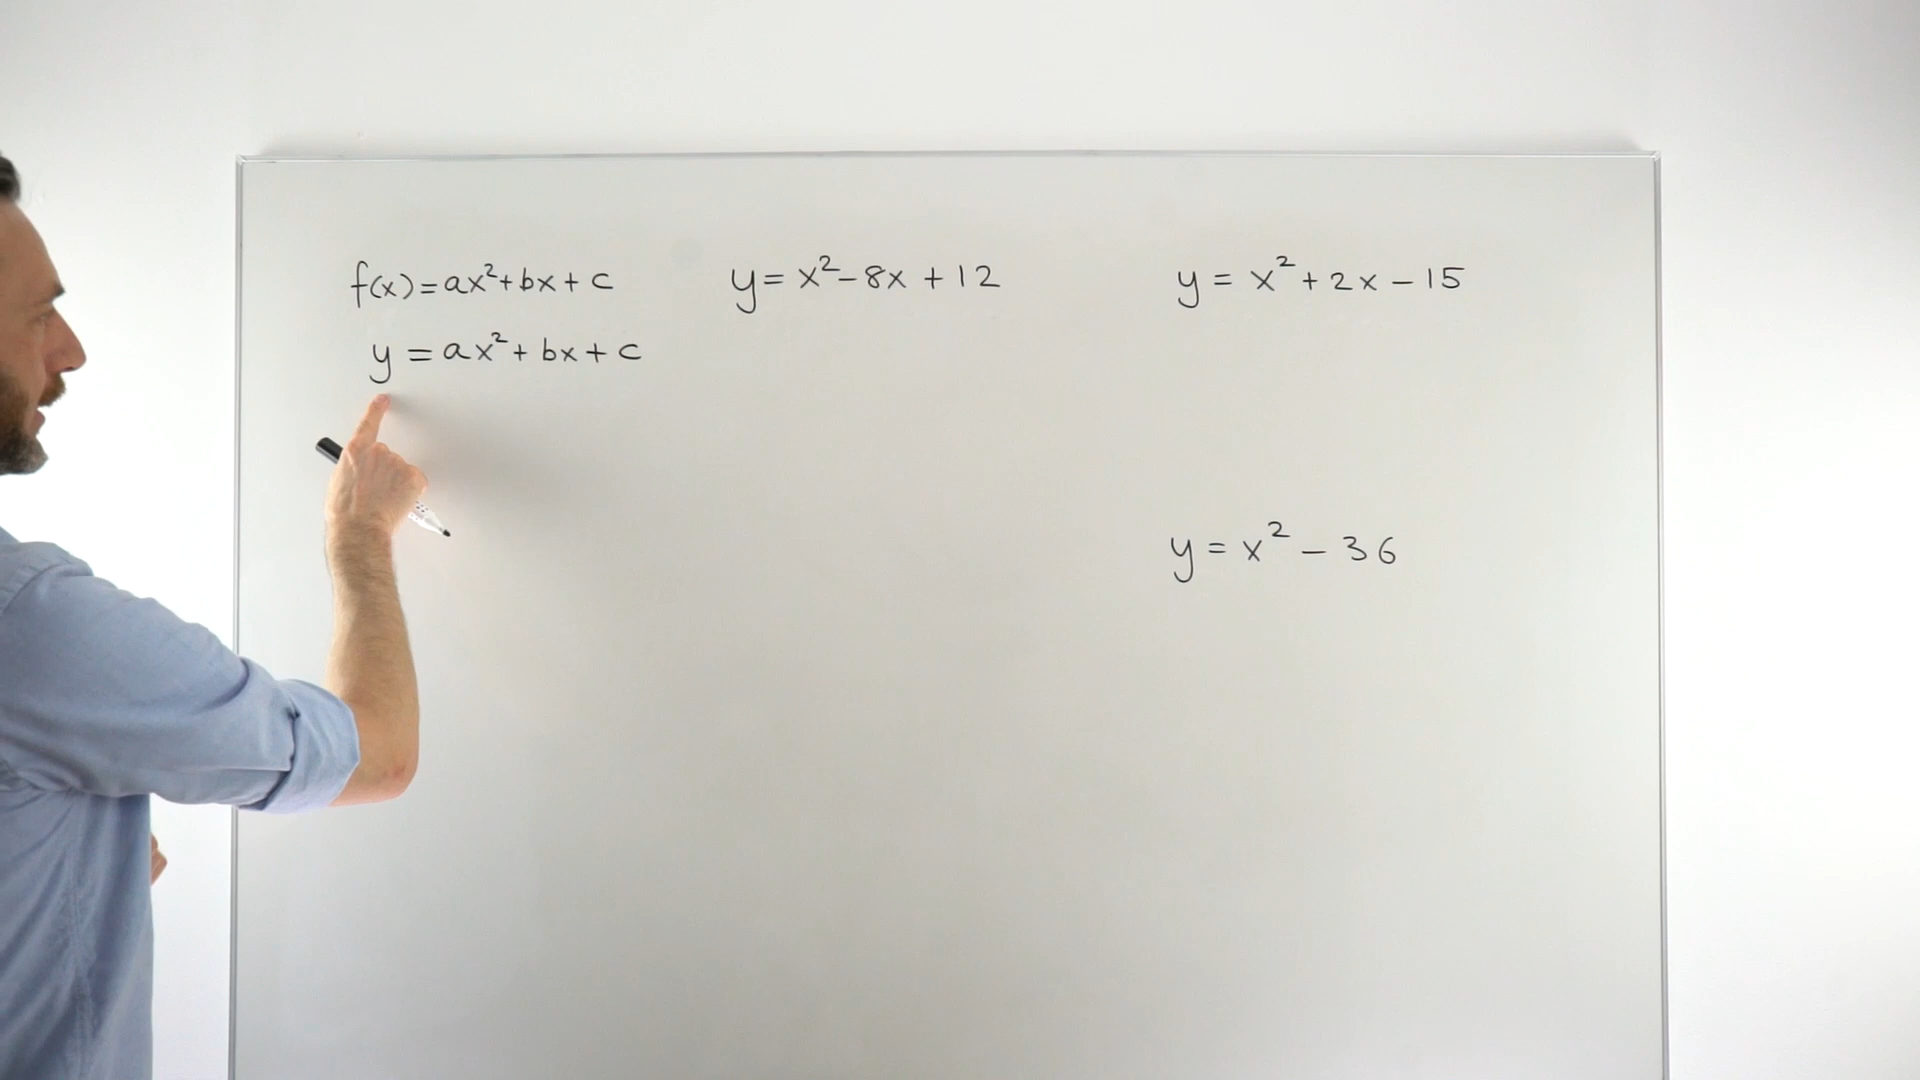 f(x)=ax²+bx+c
y=ax²+bx+c
y=x²-8x+12
y=x²+2x-15
y=x²-36